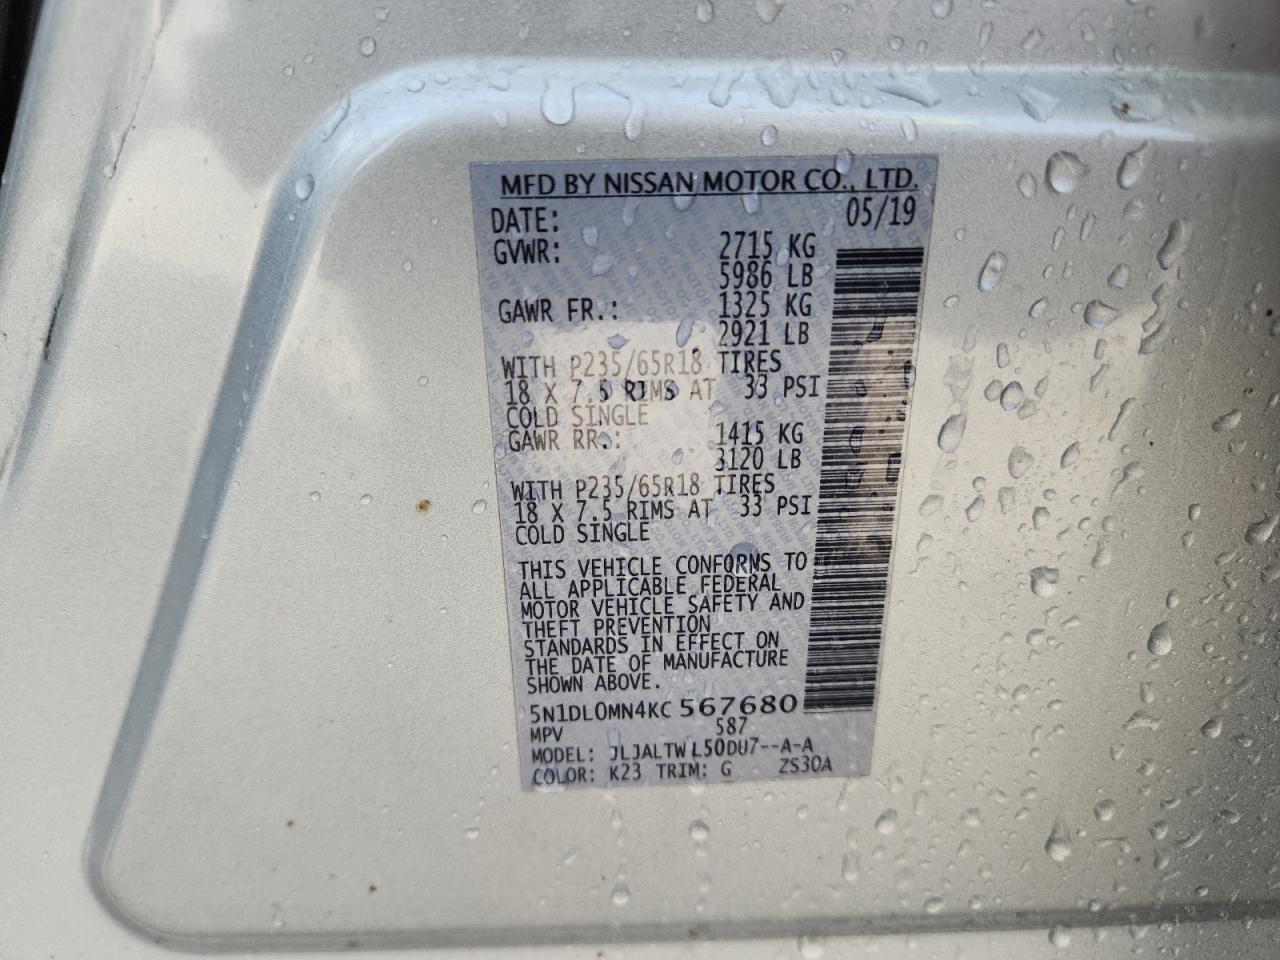 MFD BY NISSAN MOTOR CO., LTD.
DATE: 05/19
GVWR: 2715 KG
5986 LB
GAWR FR.: 1325 KG
2921 LB
WITH P235/65R18 TIRES
18 X 7.5 RIMS AT 33 PSI
COLD SINGLE
GAWR RR.: 1415 KG
3120 LB
WITH P235/65R18 TIRES
18 X 7.5 RIMS AT 33 PSI
COLD SINGLE
THIS VEHICLE CONFORMS TO
ALL APPLICABLE FEDERAL
MOTOR VEHICLE SAFETY AND
THEFT PREVENTION
STANDARDS IN EFFECT ON
THE DATE OF MANUFACTURE
SHOWN ABOVE.
5N1DL0MN4KC 567680
MPV 587
MODEL: JLJALTWL50DU7--A-A
COLOR: K23 TRIM: G ZS30A